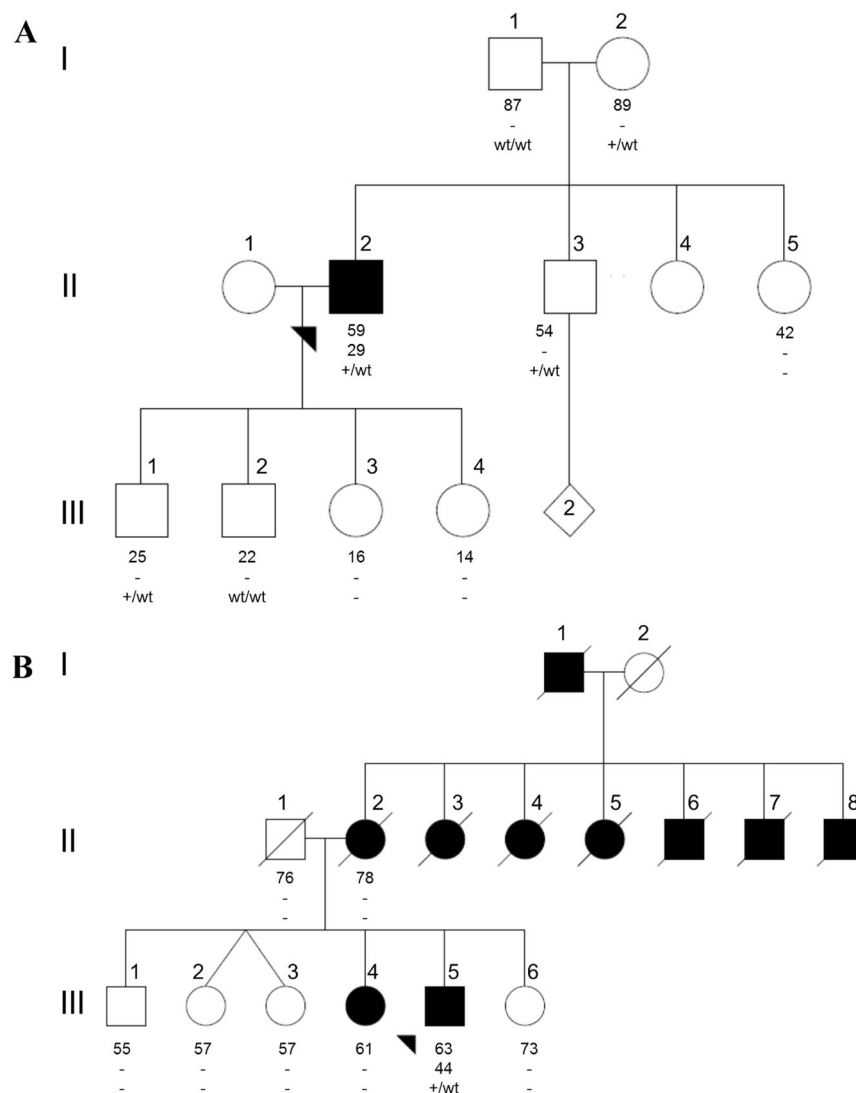 A
I
1 2
87 89
- -
wt/wt +/wt
II
1 2 3 4 5
59 54 42
29 - -
+/wt +/wt -
III
1 2 3 4
2
25 22 16 14
- - - -
+/wt wt/wt - -
B
I
1 2
II
1 2 3 4 5 6 7 8
76 78
- -
- -
III
1 2 3 4 5 6
55 57 57 61 63 73
- - - - 44 -
- - - - +/wt -